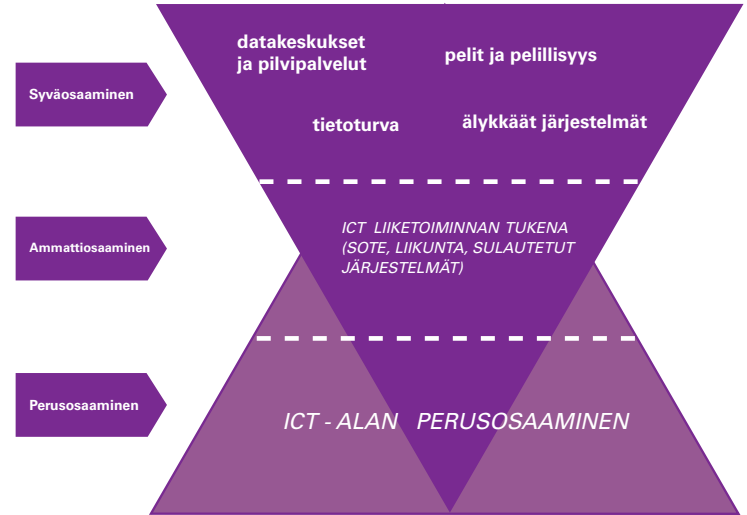 datakeskukset
ja pilvipalvelut
pelit ja pelillisyys
Syväosaaminen
tietoturva
älykkäät järjestelmät
Ammattiosaaminen
ICT LIIKETOIMINNAN TUKENA
(SOTE, LIIKUNTA, SULAUTETUT
JÄRJESTELMÄT)
Perusosaaminen
ICT - ALAN PERUSOSAAMINEN